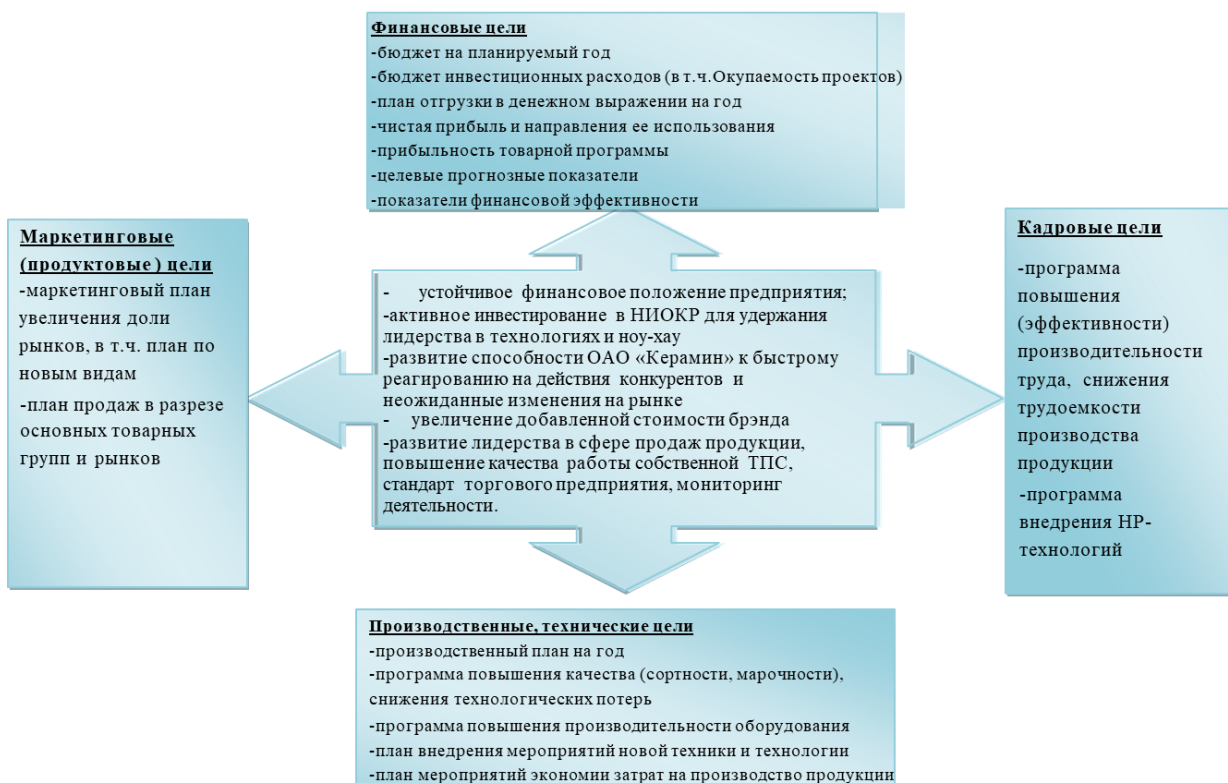 Финансовые цели
-бюджет на планируемый год
-бюджет инвестиционных расходов (в т.ч.Окупаемость проектов)
-план отгрузки в денежном выражении на год
-чистая прибыль и направления ее использования
-прибыльность товарной программы
-целевые прогнозные показатели
-показатели финансовой эффективности
Маркетинговые
(продуктовые ) цели
-маркетинговый план
увеличения доли
рынков, в т.ч. план по
новым видам
-план продаж в разрезе
основных товарных
групп и рынков
- устойчивое финансовое положение предприятия;
-активное инвестирование в НИОКР для удержания
лидерства в технологиях и ноу-хау
-развитие способности ОАО «Керамин» к быстрому
реагированию на действия конкурентов и
неожиданные изменения на рынке
- увеличение добавленной стоимости брэнда
-развитие лидерства в сфере продаж продукции,
повышение качества работы собственной ТПС,
стандарт торгового предприятия, мониторинг
деятельности.
Кадровые цели
-программа
повышения
(эффективности)
производительности
труда, снижения
трудоемкости
производства
продукции
-программа
внедрения HR-
технологий
Производственные, технические цели
-производственный план на год
-программа повышения качества (сортности, марочности),
снижения технологических потерь
-программа повышения производительности оборудования
-план внедрения мероприятий новой техники и технологии
-план мероприятий экономии затрат на производство продукции